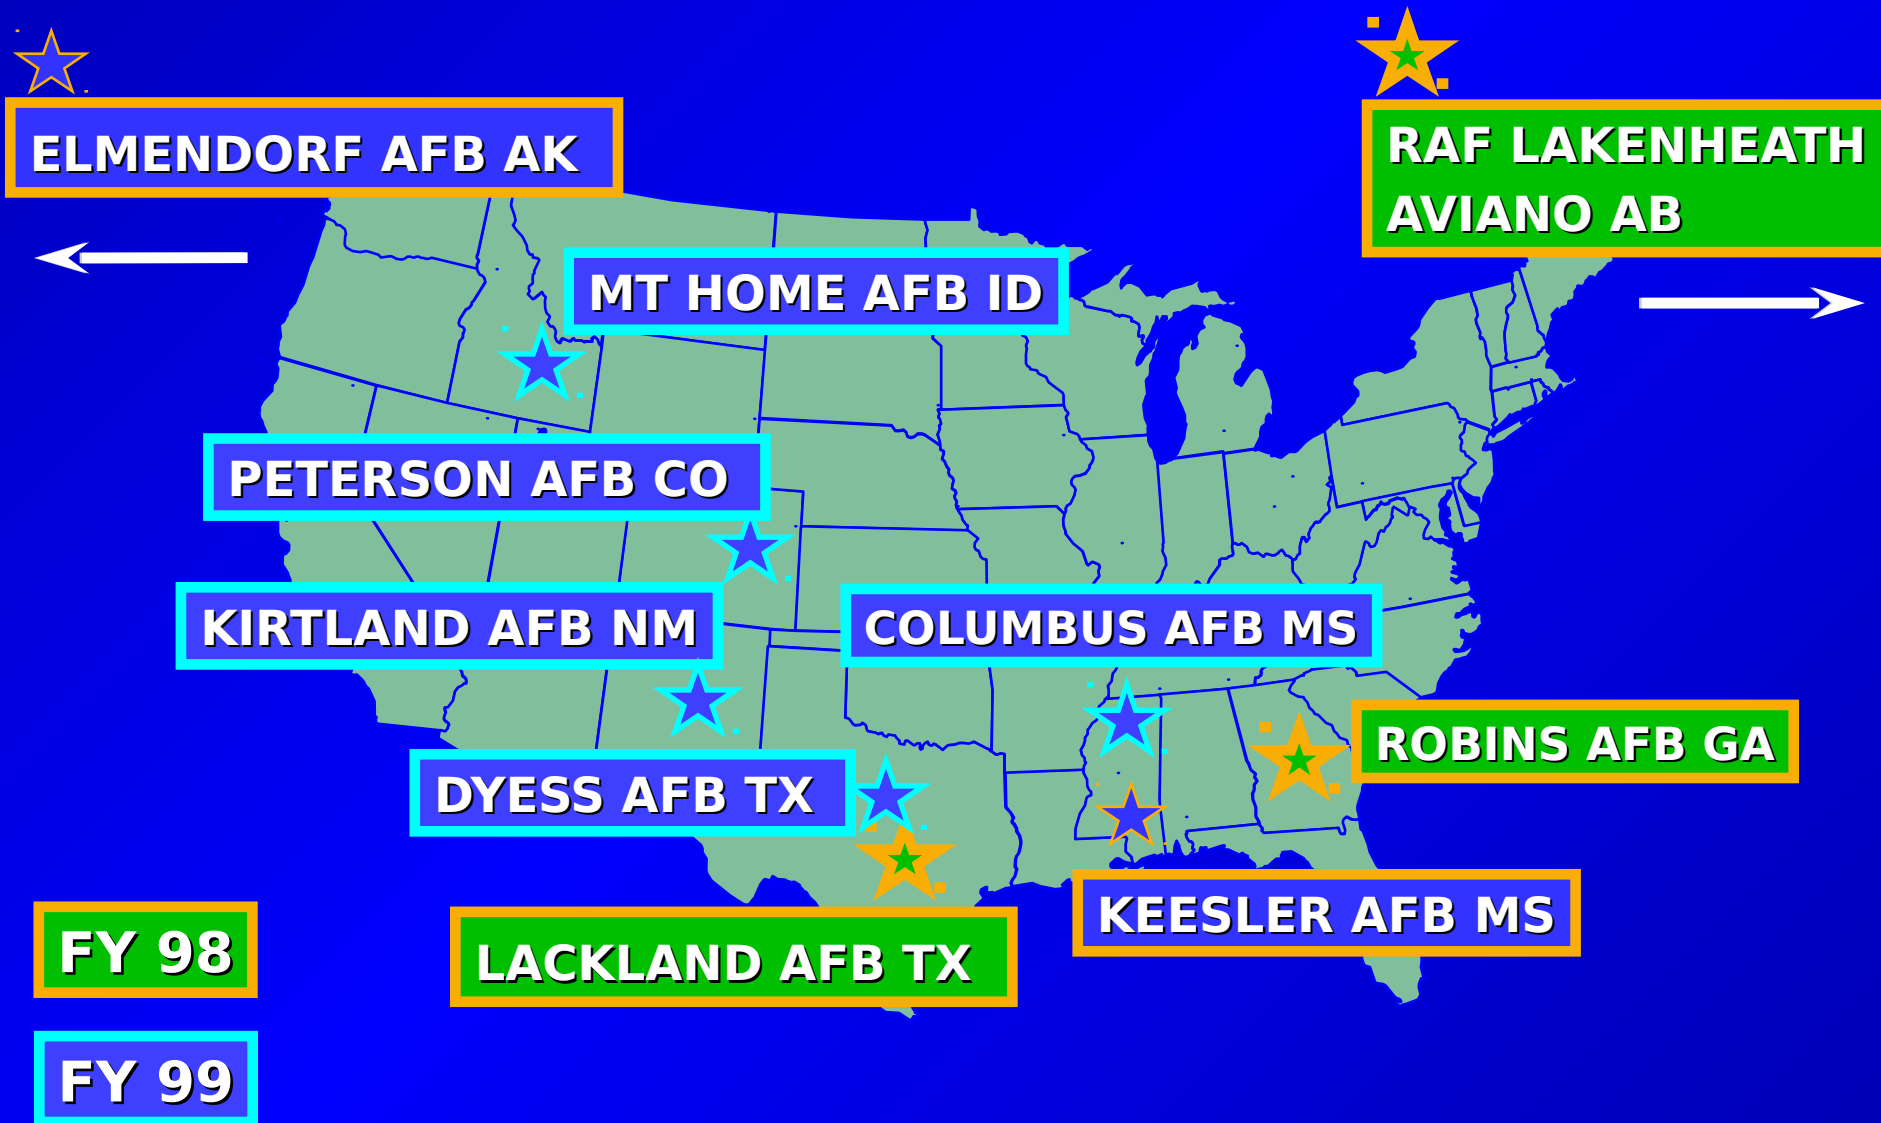 ELMENDORF AFB AK
RAF LAKENHEATH
AVIANO AB
MT HOME AFB ID
PETERSON AFB CO
KIRTLAND AFB NM
COLUMBUS AFB MS
ROBINS AFB GA
DYESS AFB TX
KEESLER AFB MS
LACKLAND AFB TX
FY 98
FY 99